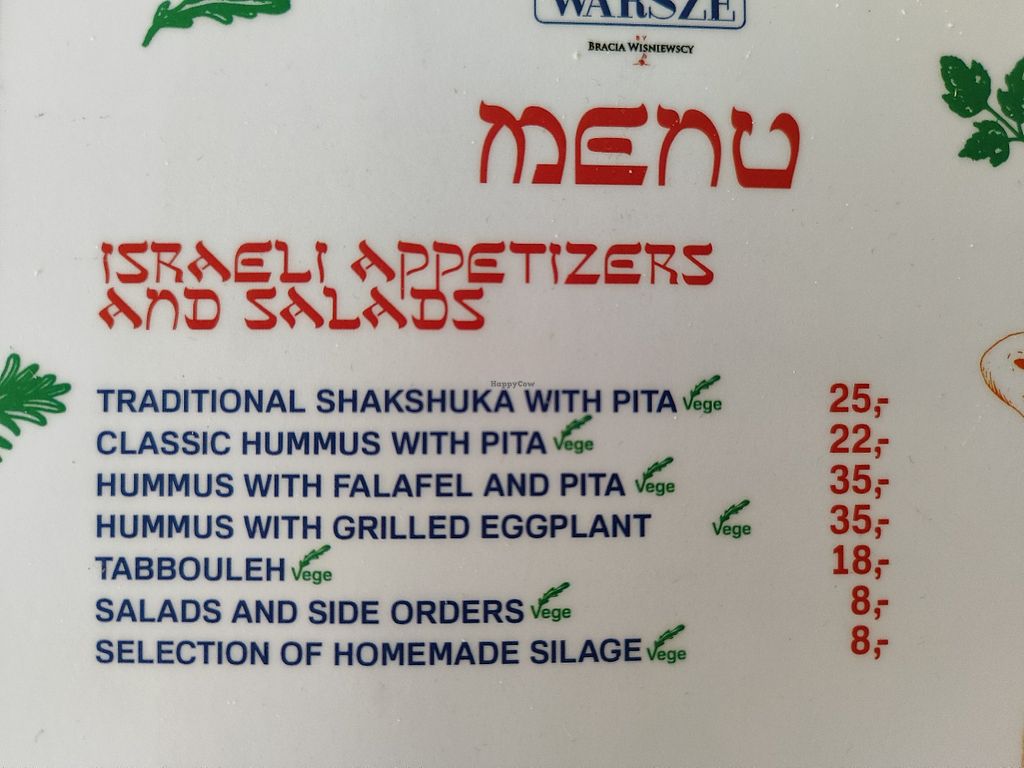 WARSZE
BY
BRACIA WIŚNIEWSCY
MENU
ISRAELI APPETIZERS
AND SALADS
HappyCow
TRADITIONAL SHAKSHUKA WITH PITA Vege 25,-
CLASSIC HUMMUS WITH PITA Vege 22,-
HUMMUS WITH FALAFEL AND PITA Vege 35,-
HUMMUS WITH GRILLED EGGPLANT Vege 35,-
TABBOULEH Vege 18,-
SALADS AND SIDE ORDERS Vege 8,-
SELECTION OF HOMEMADE SILAGE Vege 8,-